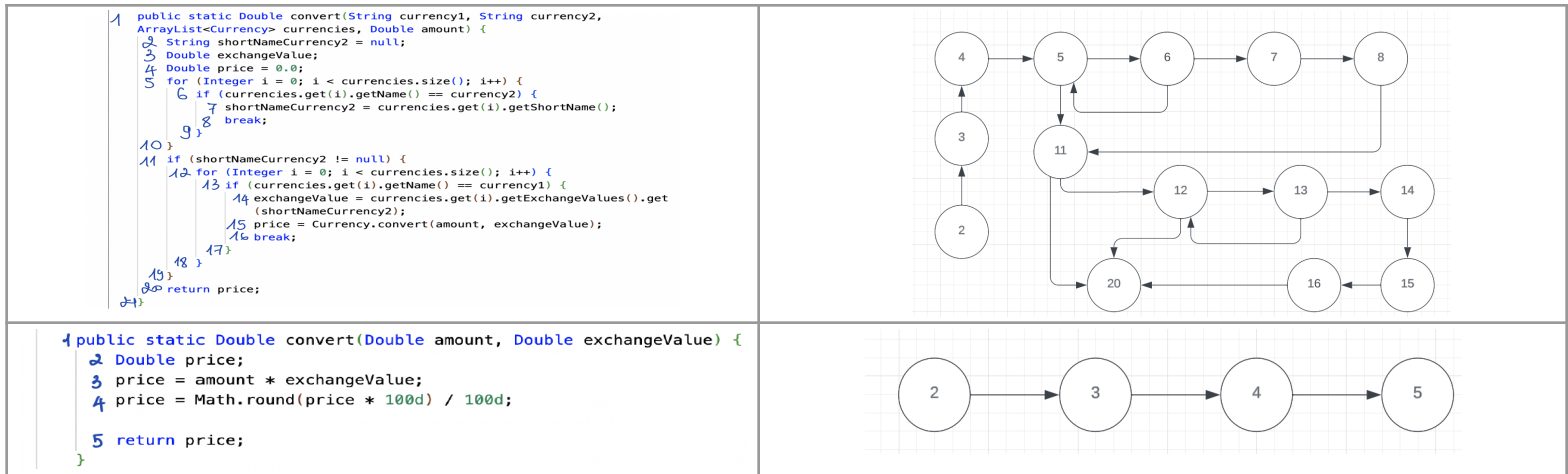 1 public static Double convert(String currency1, String currency2,
ArrayList<Currency> currencies, Double amount) {
2 String shortNameCurrency2 = null;
3 Double exchangeValue;
4 Double price = 0.0;
5 for (Integer i = 0; i < currencies.size(); i++) {
6 if (currencies.get(i).getName() == currency2) {
7 shortNameCurrency2 = currencies.get(i).getShortName();
8 break;
9 }
10 }
11 if (shortNameCurrency2 != null) {
12 for (Integer i = 0; i < currencies.size(); i++) {
13 if (currencies.get(i).getName() == currency1) {
14 exchangeValue = currencies.get(i).getExchangeValues().get
(shortNameCurrency2);
15 price = Currency.convert(amount, exchangeValue);
16 break;
17 }
18 }
19 }
20 return price;
21 }
4 5 6 7 8
3
11
12 13 14
2
20 16 15
1 public static Double convert(Double amount, Double exchangeValue) {
2 Double price;
3 price = amount * exchangeValue;
4 price = Math.round(price * 100d) / 100d;
5 return price;
}
2 3 4 5